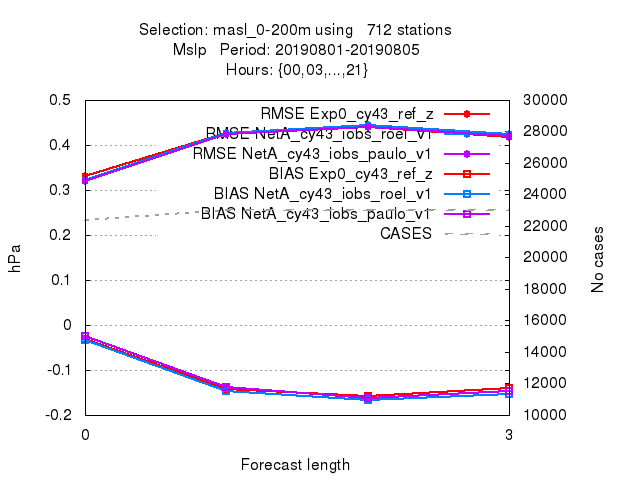 Selection: masl_0-200m using 712 stations
Mslp Period: 20190801-20190805
Hours: {00,03,...,21}
0.5
0.4
0.3
0.2
0.1
0
-0.1
-0.2
hPa
RMSE Exp0_cy43_ref_z
RMSE NetA_cy43_iobs_roel_v1
RMSE NetA_cy43_iobs_paulo_v1
BIAS Exp0_cy43_ref_z
BIAS NetA_cy43_iobs_roel_v1
BIAS NetA_cy43_iobs_paulo_v1
CASES
30000
28000
26000
24000
22000
20000
18000
16000
14000
12000
10000
No cases
0
3
Forecast length